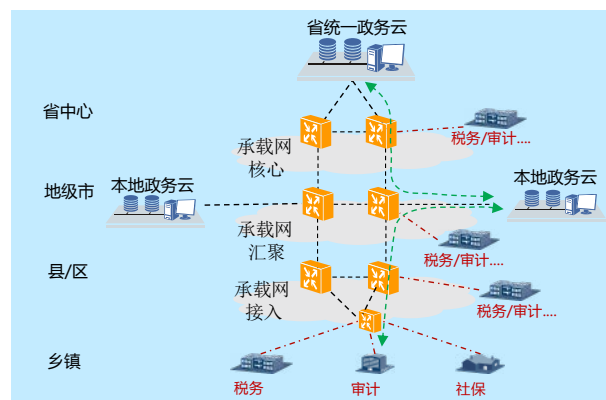 省统一政务云
省中心
税务/审计....
承载网
核心
地级市
本地政务云
本地政务云
承载网
汇聚
税务/审计....
县/区
承载网
接入
税务/审计....
乡镇
税务
审计
社保